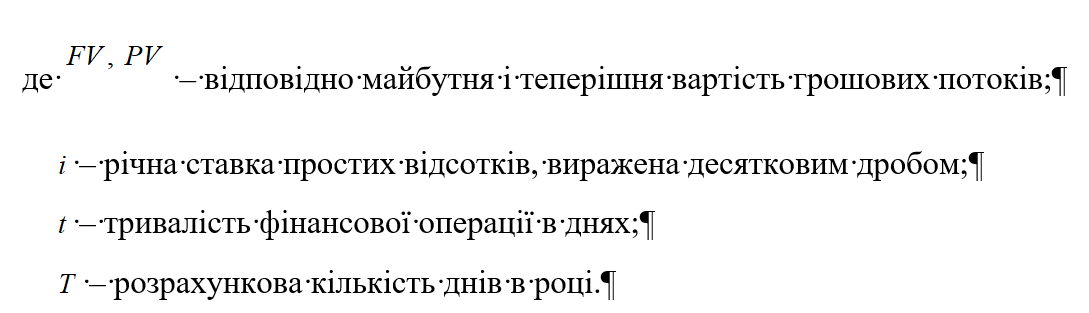 де FV, PV – відповідно майбутня і теперішня вартість грошових потоків;¶
i – річна ставка простих відсотків, виражена десятковим дробом;¶
t – тривалість фінансової операції в днях;¶
T – розрахункова кількість днів в році.¶